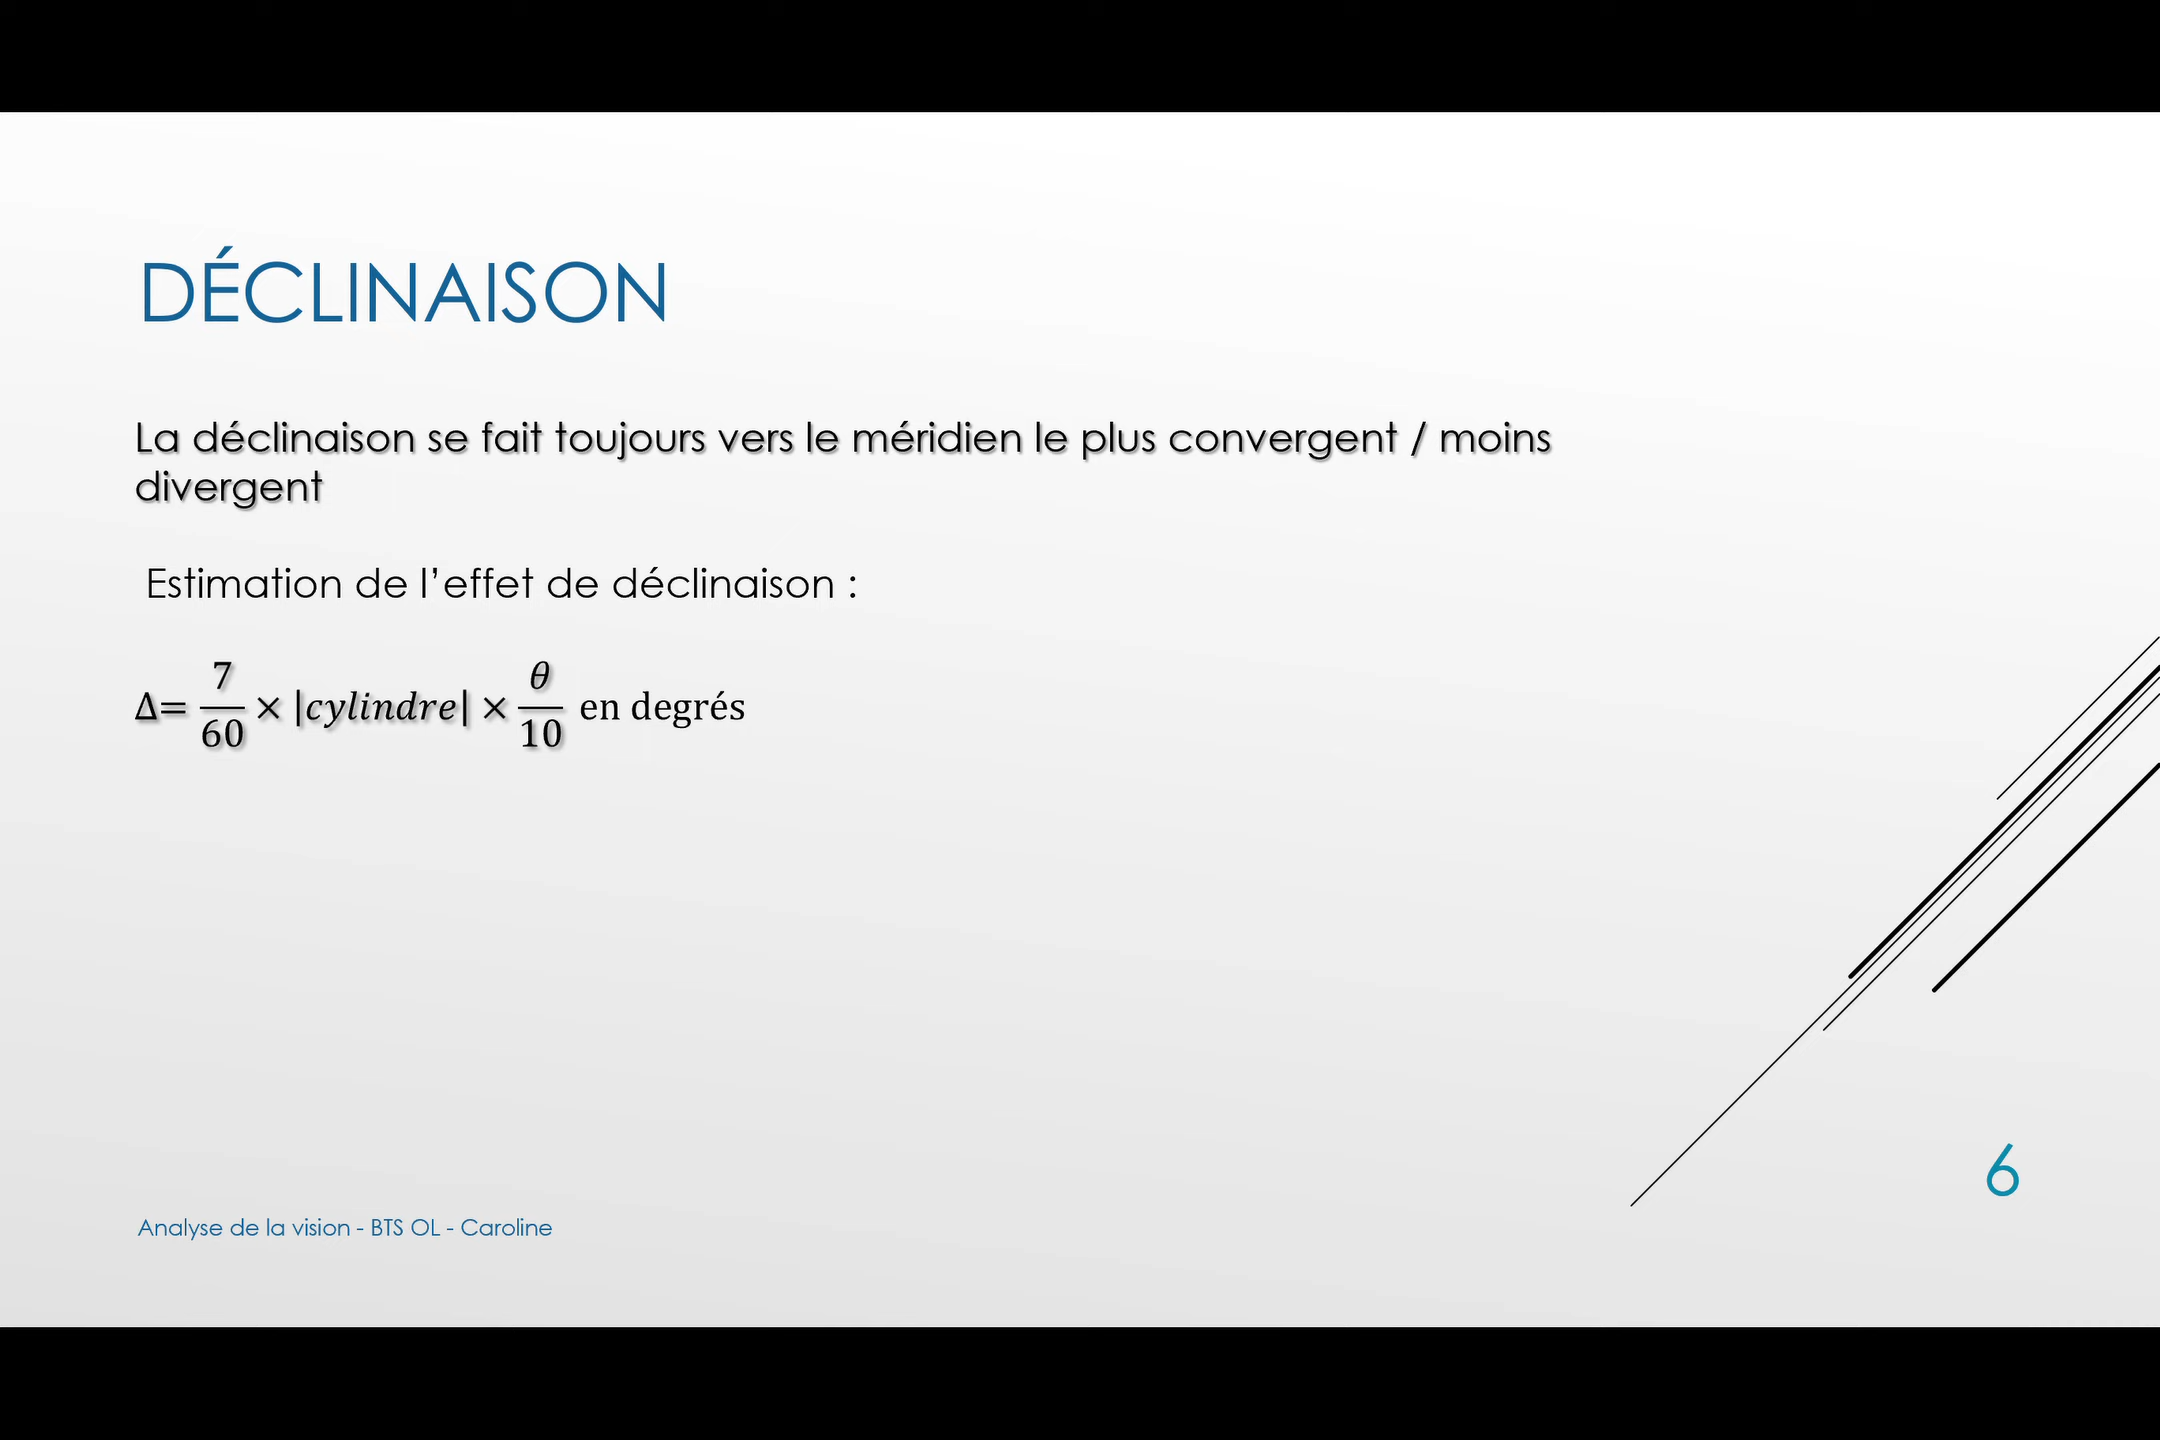 DÉCLINAISON
La déclinaison se fait toujours vers le méridien le plus convergent / moins
divergent
Estimation de l’effet de déclinaison :
Δ= 7/60 × |cylindre| × θ/10 en degrés
6
Analyse de la vision - BTS OL - Caroline